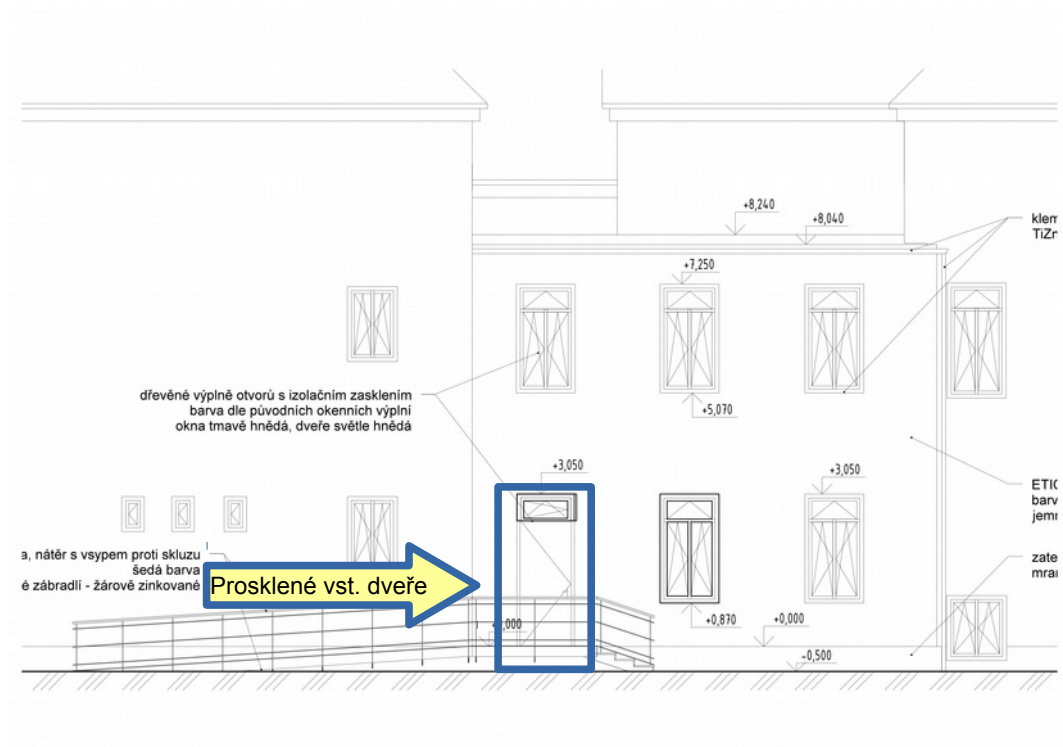 +8,240
+8,040
klem
TiZn
+7,250
dřevěné výplně otvorů s izolačním zasklením
barva dle původních okenních výplní
okna tmavě hnědá, dveře světle hnědá
+5,070
+3,050
+3,050
ETIC
barv
jemn
a, nátěr s vsypem proti skluzu
šedá barva
é zábradlí - žárově zinkované
Prosklené vst. dveře
zate
mran
+0,870
+0,000
,000
-0,500